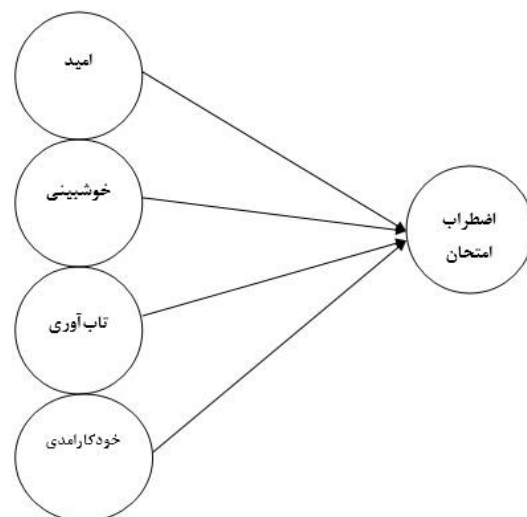 امید
خوشبینی
تاب‌آوری
خودکارامدی
اضطراب
امتحان